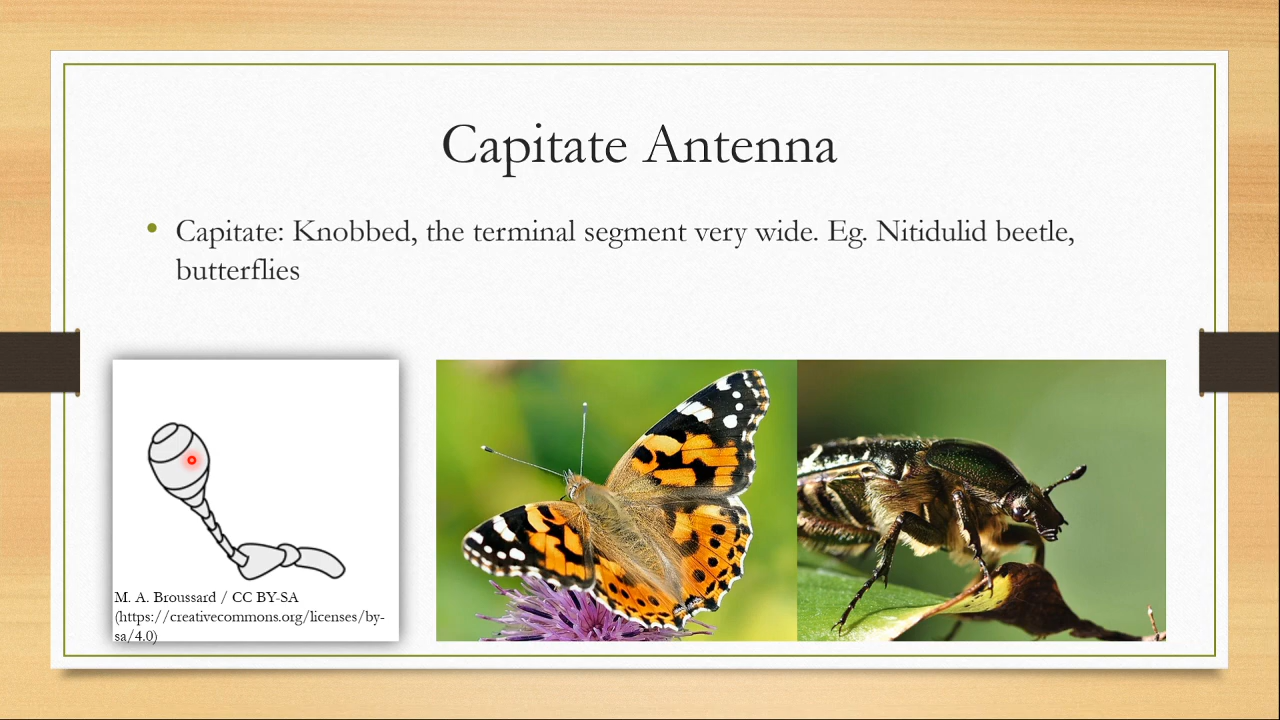 Capitate Antenna
• Capitate: Knobbed, the terminal segment very wide. Eg. Nitidulid beetle,
butterflies
M. A. Broussard / CC BY-SA
(https://creativecommons.org/licenses/by-
sa/4.0)